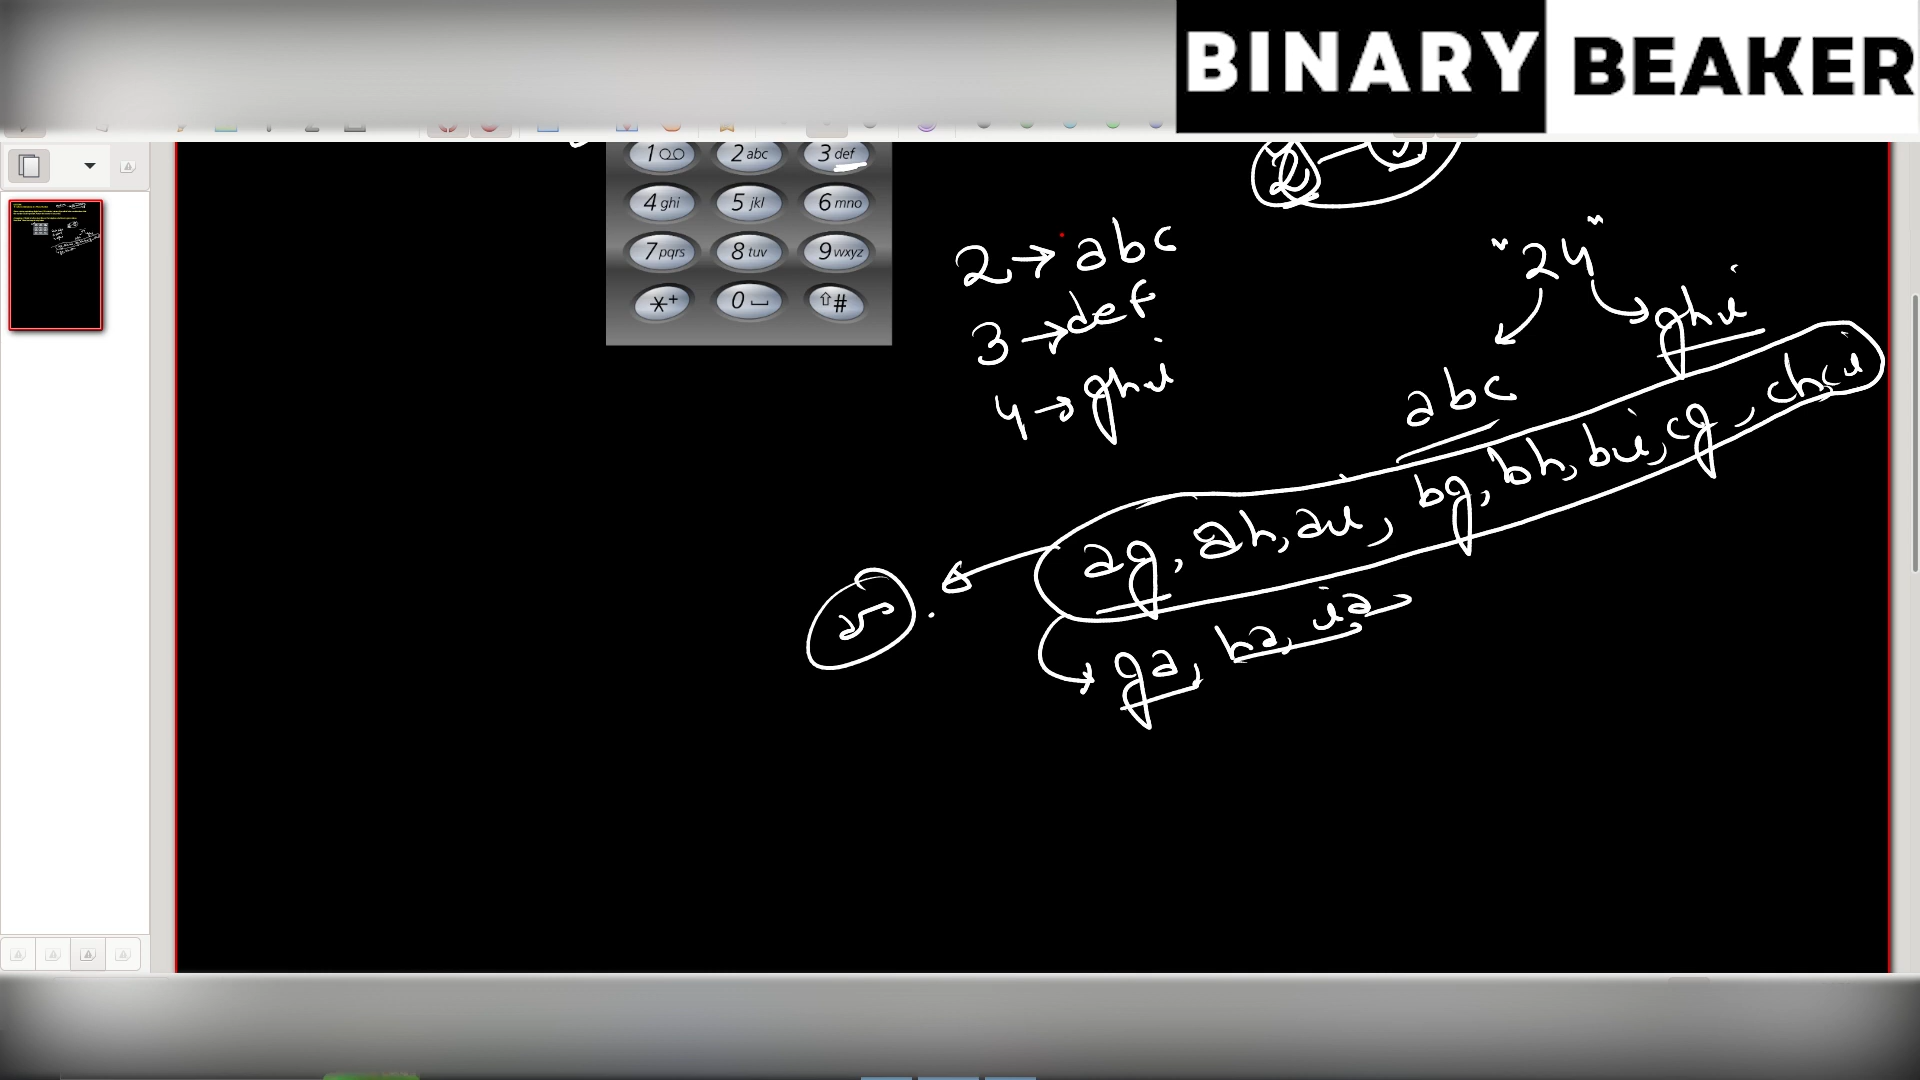 BINARY BEAKER
1 2 abc 3 def
4 ghi 5 jkl 6 mno
7 pqrs 8 tuv 9 wxyz
*+ 0 #
2 → abc
3 → def
4 → ghi
"24"
ghi
abc
ag, ah, ai, bg, bh, bi, cg, ch, ci
ga, ha, ia